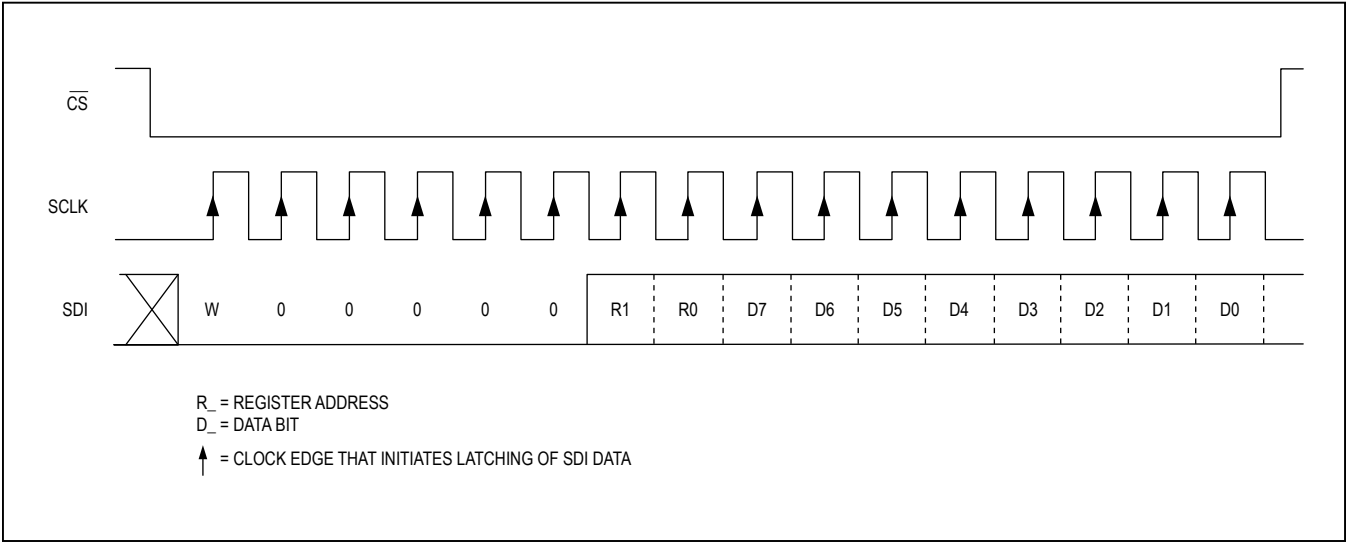 CS
SCLK
SDI W 0 0 0 0 0 R1 R0 D7 D6 D5 D4 D3 D2 D1 D0
R_ = REGISTER ADDRESS
D_ = DATA BIT
= CLOCK EDGE THAT INITIATES LATCHING OF SDI DATA